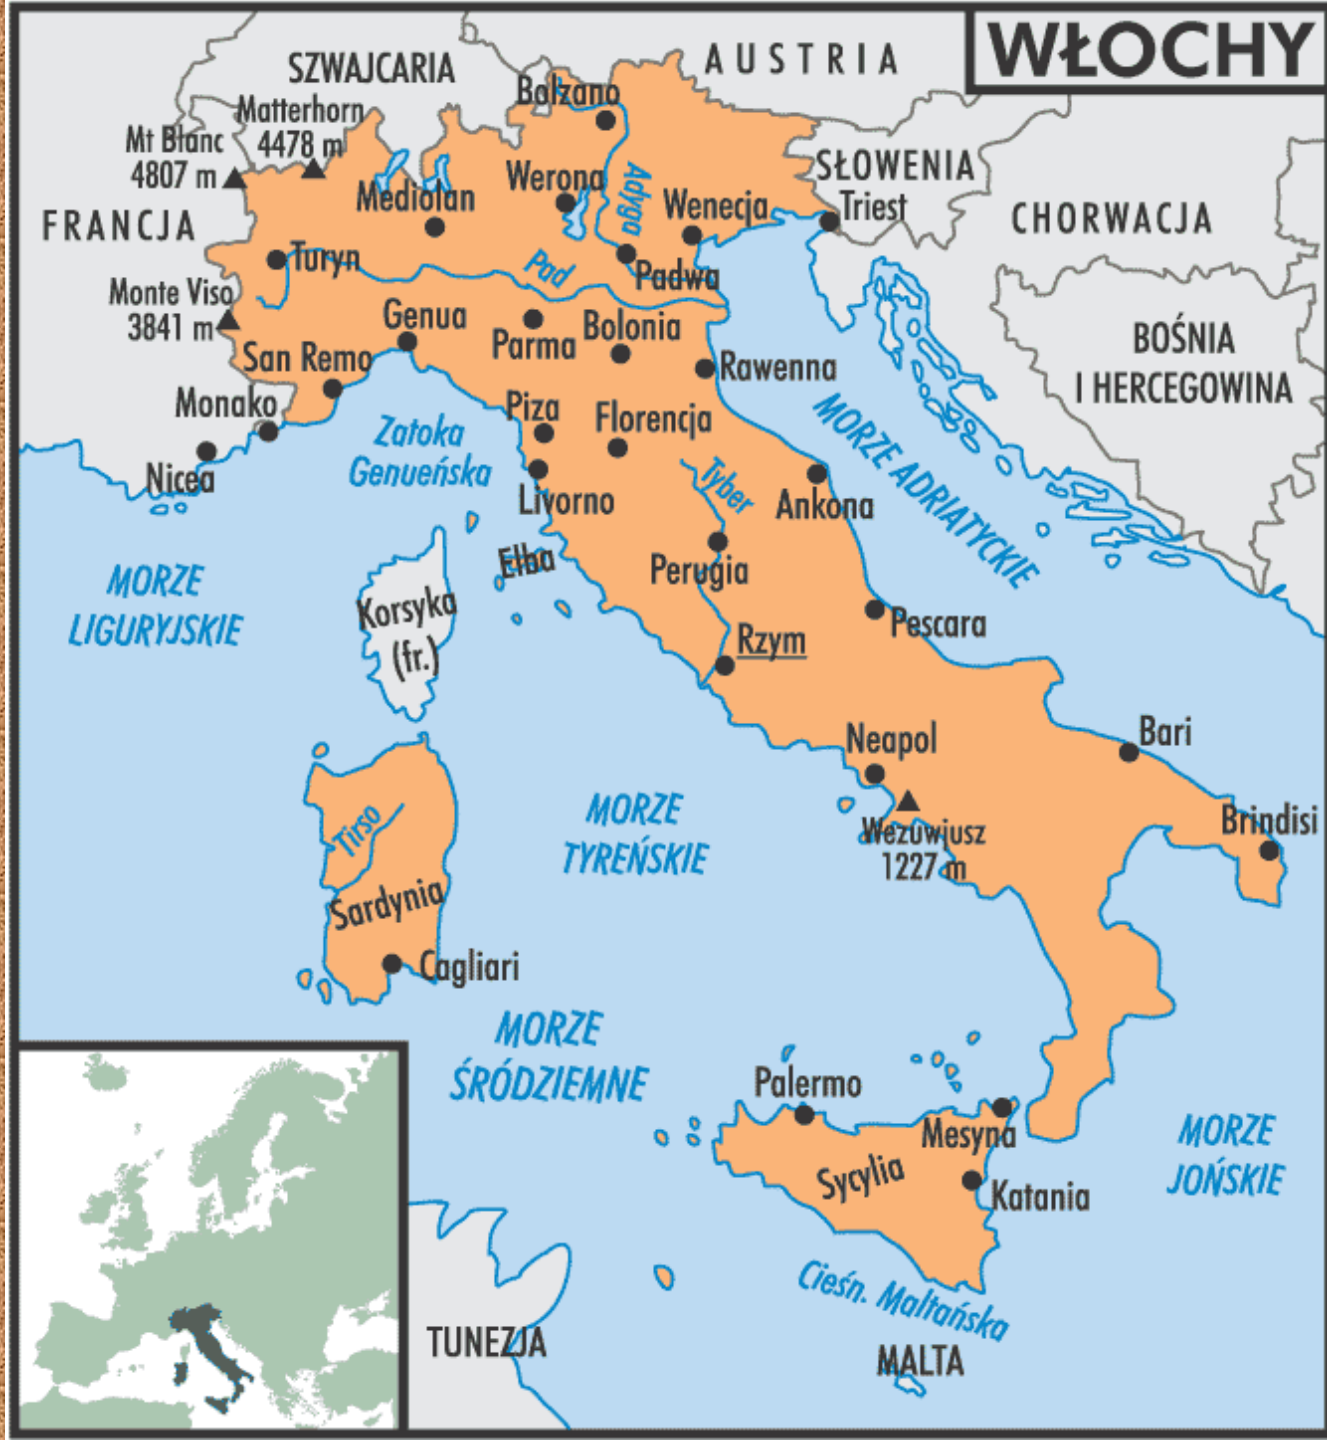 WŁOCHY
AUSTRIA
SZWAJCARIA
Bolzano
Matterhorn
4478 m
Mt Blanc
4807 m
SŁOWENIA
Werona
Adyga
Mediolan
Wenecja
Triest
FRANCJA
CHORWACJA
Turyn
Pad
Padwa
Monte Viso
3841 m
Genua
Parma
Bolonia
BOŚNIA
I HERCEGOWINA
San Remo
Rawenna
Monako
Piza
Florencja
MORZE ADRIATYCKIE
Zatoka
Genueńska
Nicea
Livorno
Tyber
Ankona
Elba
Perugia
MORZE
LIGURYJSKIE
Korsyka
(fr.)
Pescara
Rzym
Neapol
Bari
MORZE
TYREŃSKIE
Wezuwjusz
1227 m
Brindisi
Tirso
Sardynia
Cagliari
MORZE
ŚRÓDZIEMNE
Palermo
Mesyna
MORZE
JOŃSKIE
Sycylia
Katania
Cieśn. Maltańska
TUNEZJA
MALTA